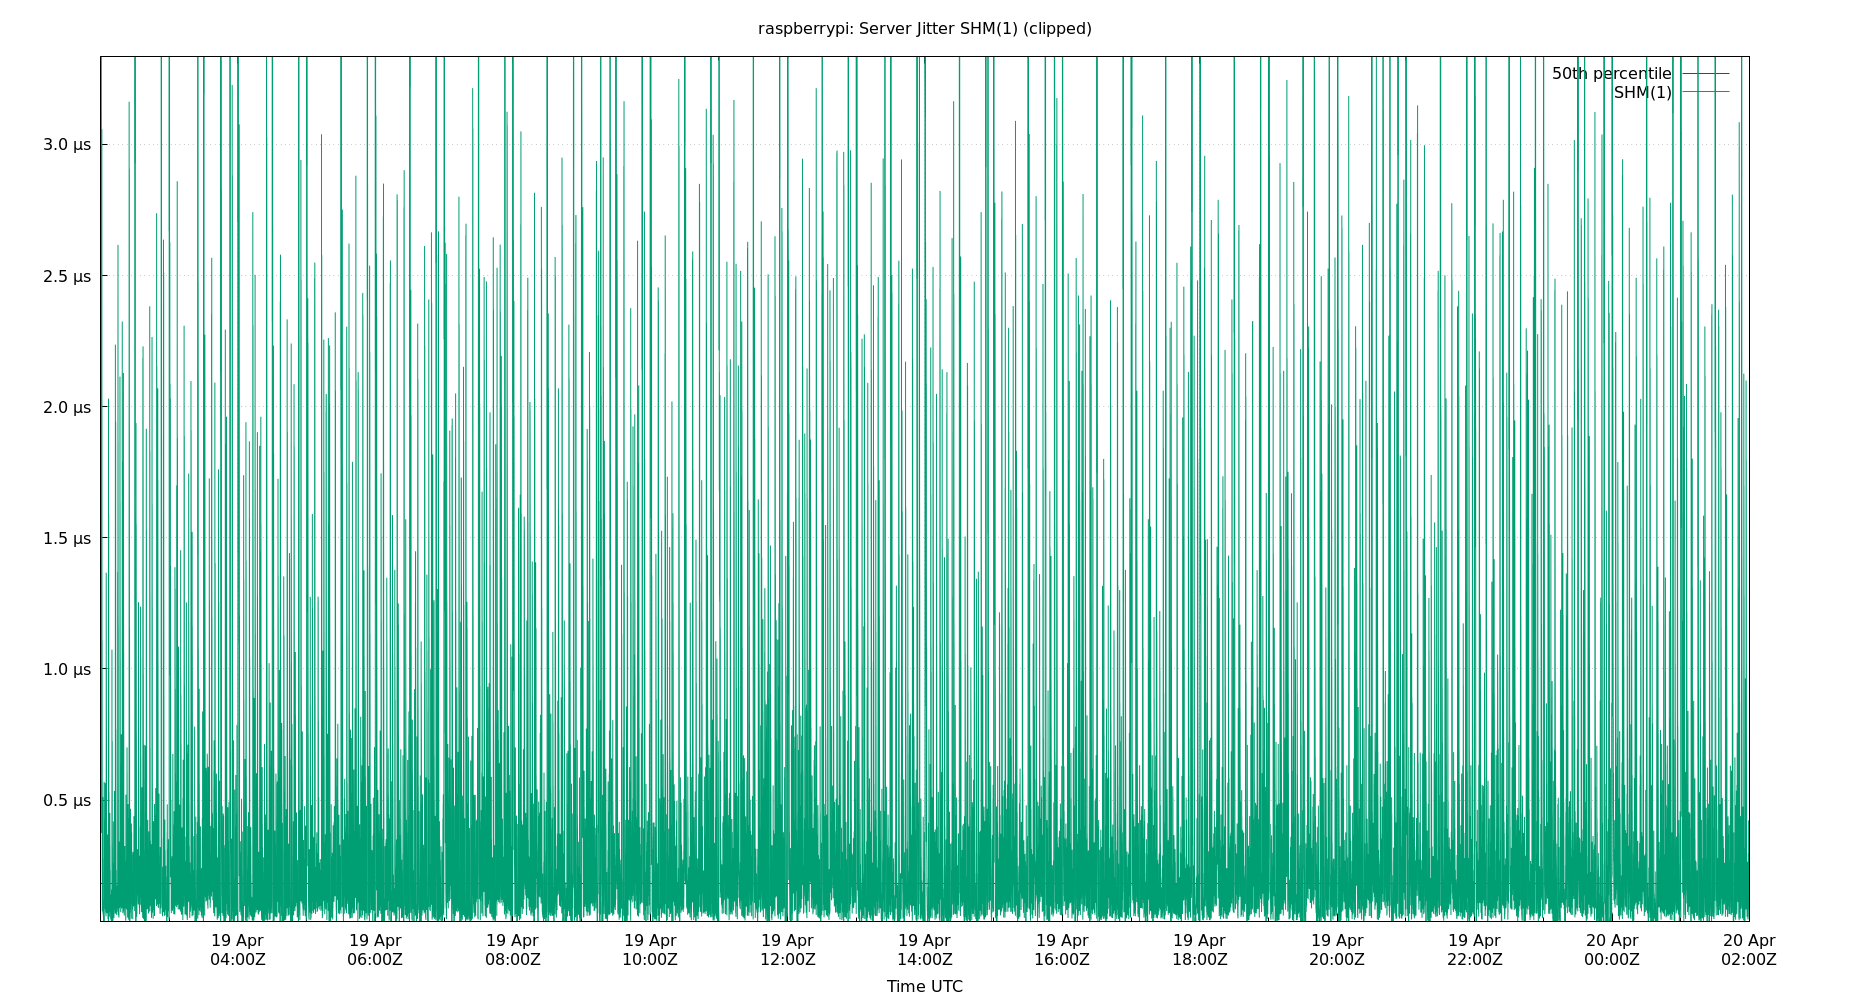 raspberrypi: Server Jitter SHM(1) (clipped)
50th percentile
SHM(1)
3.0 µs
2.5 µs
2.0 µs
1.5 µs
1.0 µs
0.5 µs
19 Apr 19 Apr 19 Apr 19 Apr 19 Apr 19 Apr 19 Apr 19 Apr 19 Apr 19 Apr 20 Apr 20 Apr
04:00Z 06:00Z 08:00Z 10:00Z 12:00Z 14:00Z 16:00Z 18:00Z 20:00Z 22:00Z 00:00Z 02:00Z
Time UTC